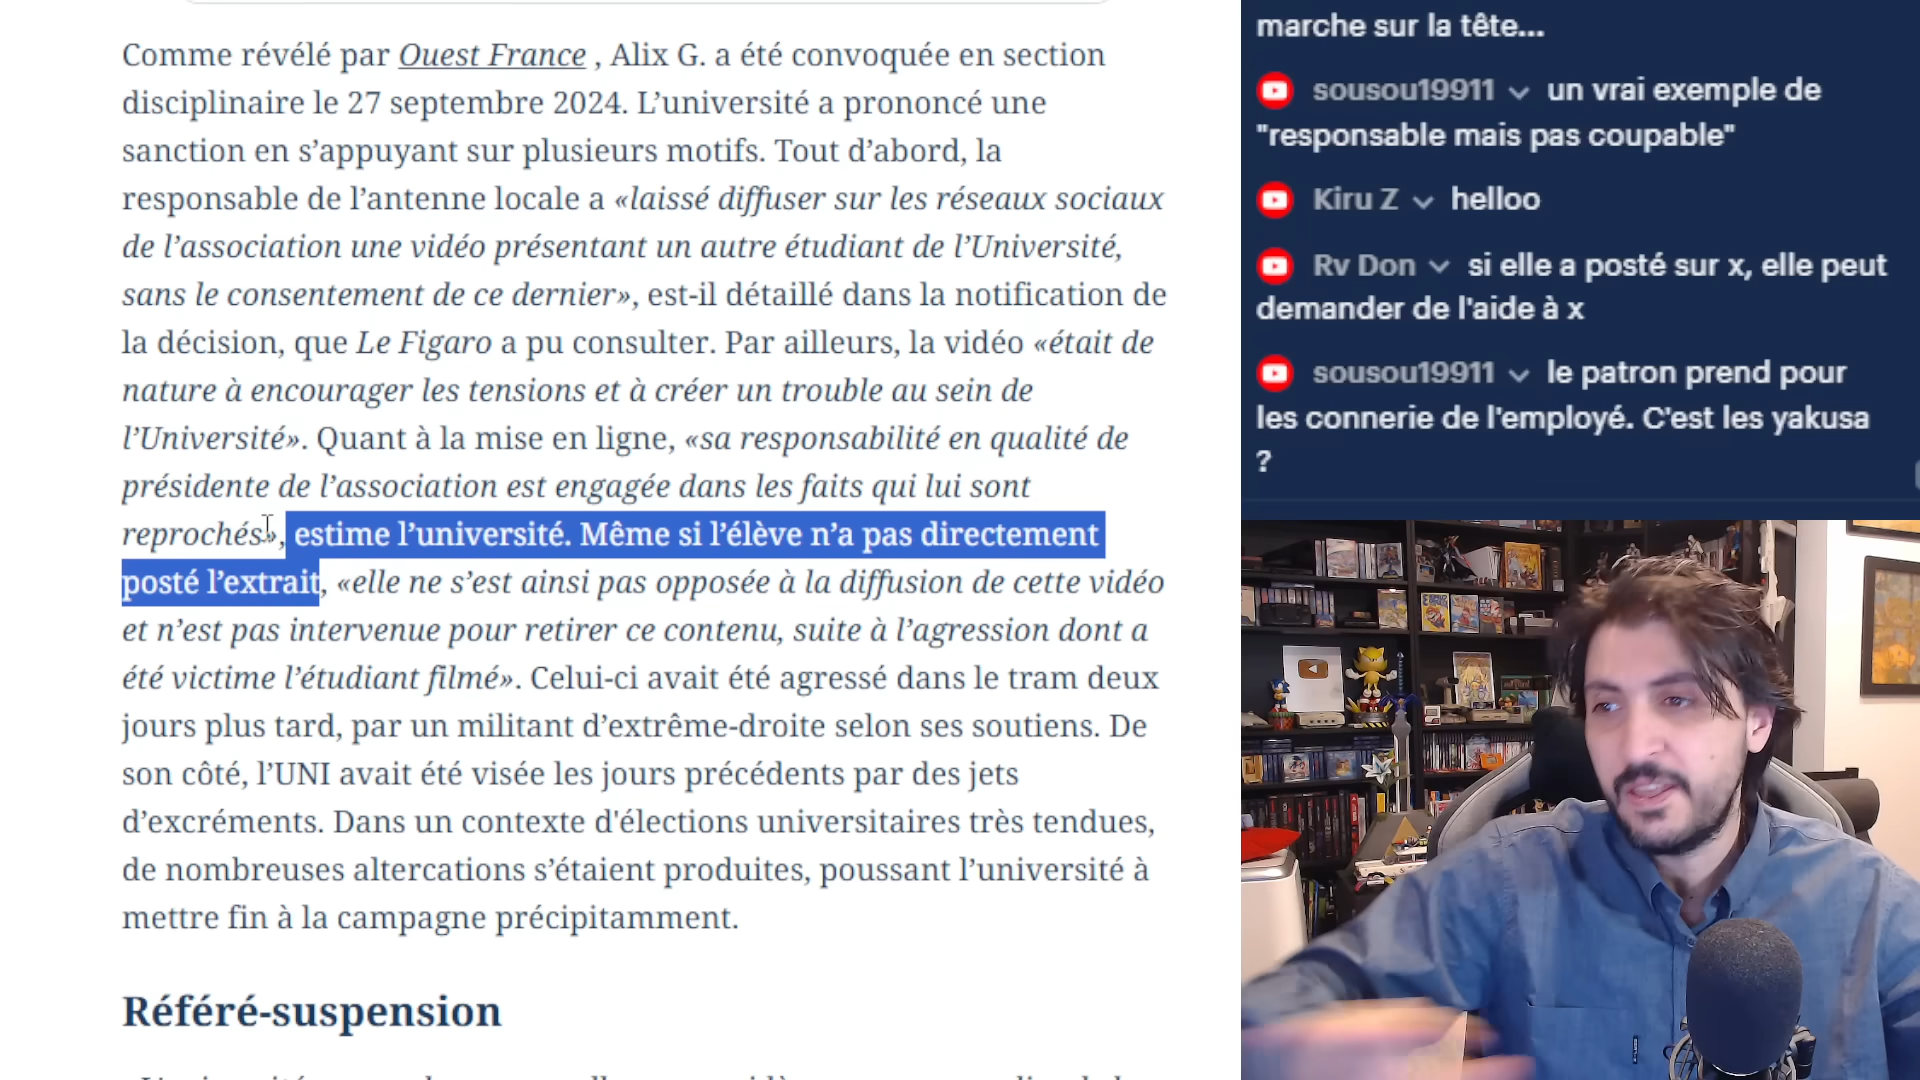 Comme révélé par Ouest France , Alix G. a été convoquée en section
disciplinaire le 27 septembre 2024. L’université a prononcé une
sanction en s’appuyant sur plusieurs motifs. Tout d’abord, la
responsable de l’antenne locale a «laissé diffuser sur les réseaux sociaux
de l’association une vidéo présentant un autre étudiant de l’Université,
sans le consentement de ce dernier», est-il détaillé dans la notification de
la décision, que Le Figaro a pu consulter. Par ailleurs, la vidéo «était de
nature à encourager les tensions et à créer un trouble au sein de
l’Université». Quant à la mise en ligne, «sa responsabilité en qualité de
présidente de l’association est engagée dans les faits qui lui sont
reprochés», estime l’université. Même si l’élève n’a pas directement
posté l’extrait, «elle ne s’est ainsi pas opposée à la diffusion de cette vidéo
et n’est pas intervenue pour retirer ce contenu, suite à l’agression dont a
été victime l’étudiant filmé». Celui-ci avait été agressé dans le tram deux
jours plus tard, par un militant d’extrême-droite selon ses soutiens. De
son côté, l’UNI avait été visée les jours précédents par des jets
d’excréments. Dans un contexte d'élections universitaires très tendues,
de nombreuses altercations s’étaient produites, poussant l’université à
mettre fin à la campagne précipitamment.
Référé-suspension
marche sur la tête...
sousou19911 un vrai exemple de
"responsable mais pas coupable"
Kiru Z helloo
Rv Don si elle a posté sur x, elle peut
demander de l'aide à x
sousou19911 le patron prend pour
les connerie de l'employé. C'est les yakusa
?